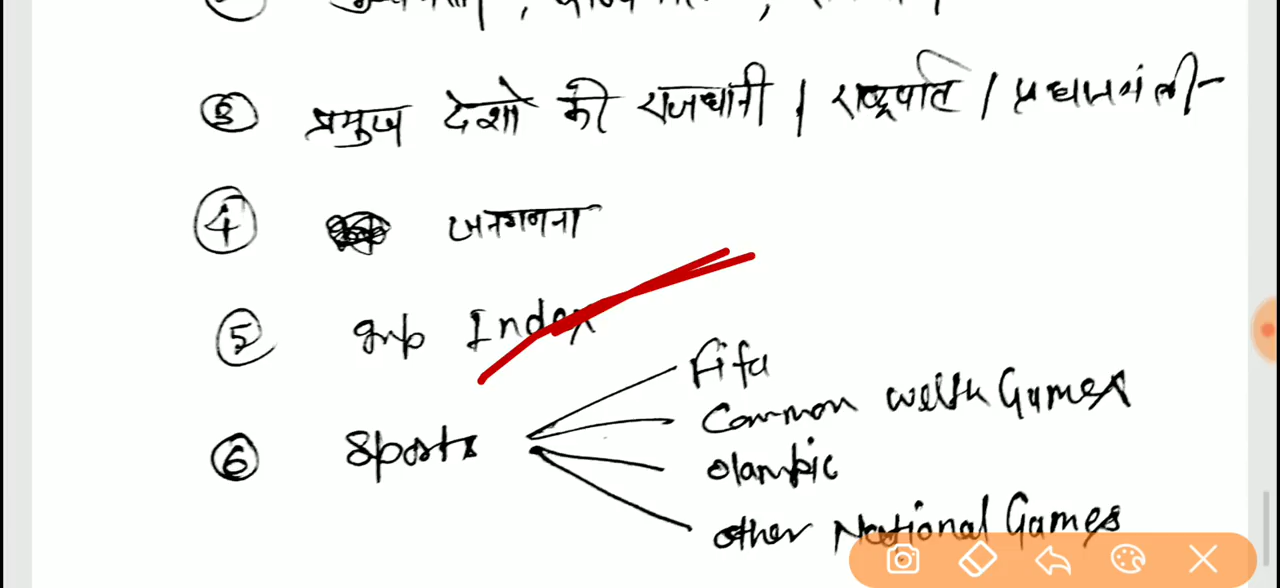 ③ प्रमुख देशो की राजधानी / राष्ट्रपति / प्रधानमंत्री-
④ जनगणना
⑤ Index
⑥ Sports
Fifa
Common welth Games
olampic
other National Games